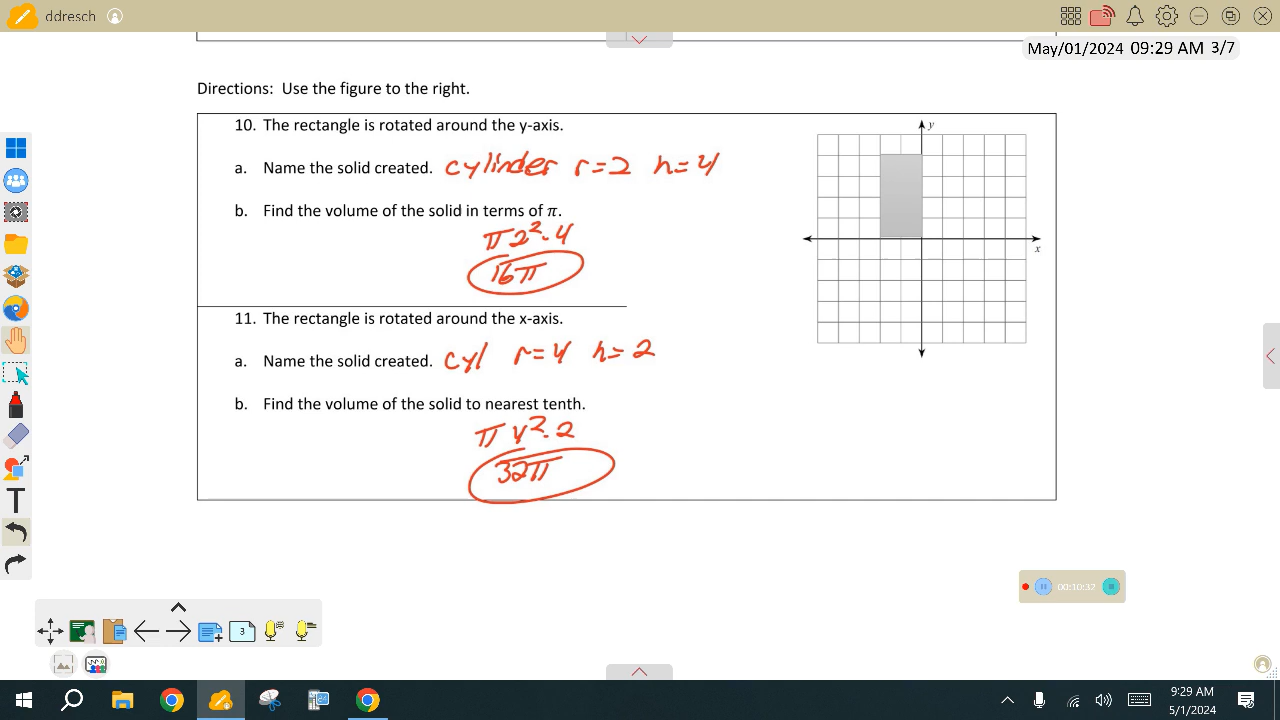 ddresch
May/01/2024 09:29 AM 3/7
Directions: Use the figure to the right.
10. The rectangle is rotated around the y-axis.
a. Name the solid created. cylinder r=2 h=4
b. Find the volume of the solid in terms of π.
π2²·4
16π
y
x
11. The rectangle is rotated around the x-axis.
a. Name the solid created. cyl r=4 h=2
b. Find the volume of the solid to nearest tenth.
π4²·2
32π
T
00:10:37
3
9:29 AM
5/1/2024